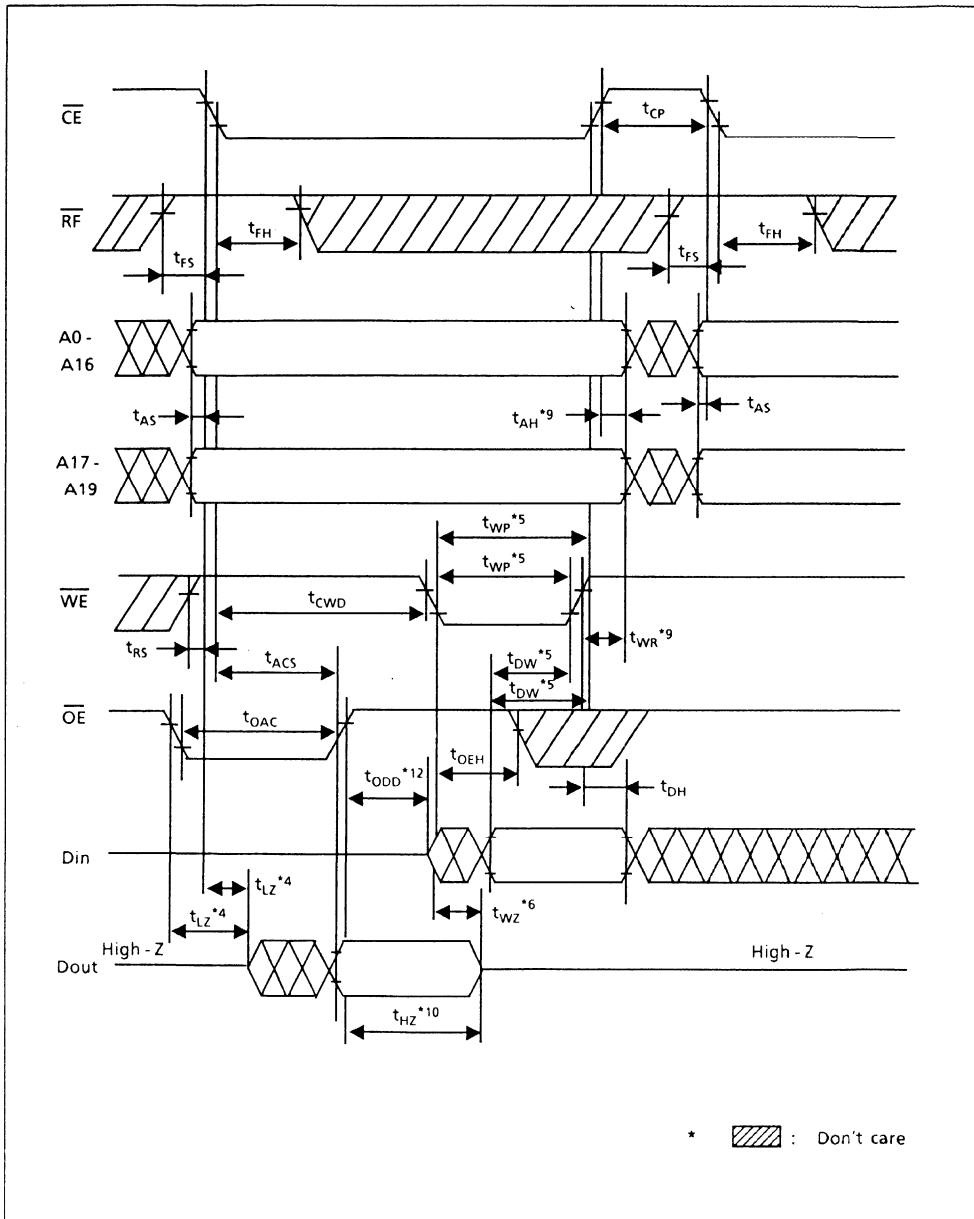 CE
tCP
RF
tFH
tFH
tFS
tFS
A0 -
A16
tAS
tAH*9
tAS
A17 -
A19
tWP*5
WE
tWP*5
tCWD
tRS
tWR*9
tACS
tDW*5
tDW*5
OE
tOAC
tODD*12
tOEH
tDH
Din
tLZ*4
tLZ*4
tWZ*6
High - Z
High - Z
Dout
tHZ*10
* : Don't care